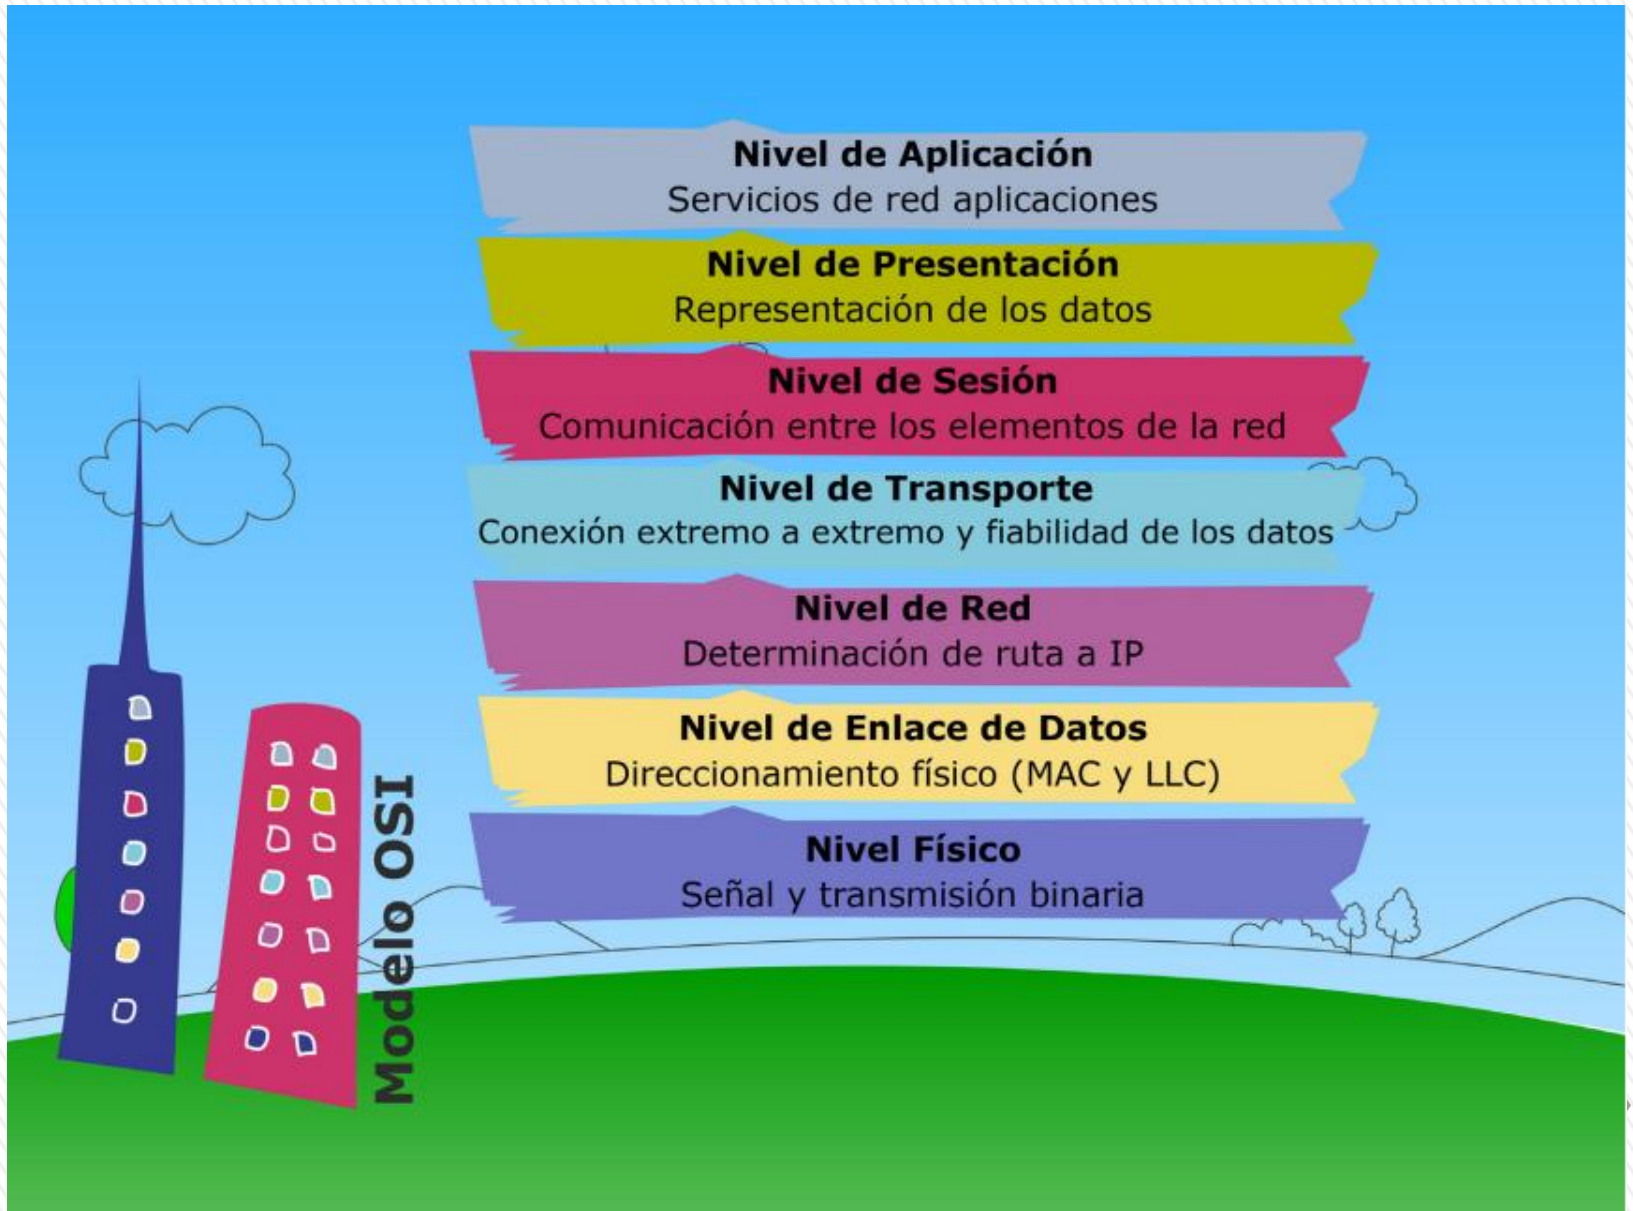 Nivel de Aplicación
Servicios de red aplicaciones
Nivel de Presentación
Representación de los datos
Nivel de Sesión
Comunicación entre los elementos de la red
Nivel de Transporte
Conexión extremo a extremo y fiabilidad de los datos
Nivel de Red
Determinación de ruta a IP
Nivel de Enlace de Datos
Direccionamiento físico (MAC y LLC)
Nivel Físico
Señal y transmisión binaria
Modelo OSI